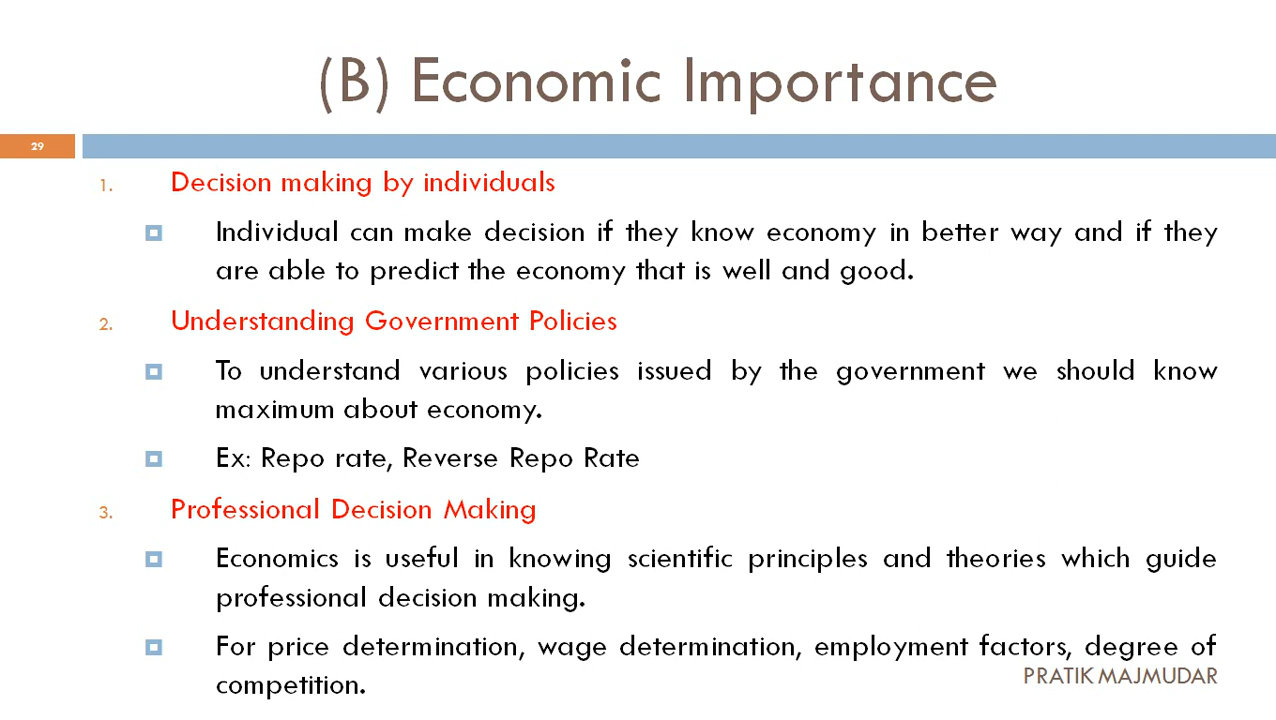 (B) Economic Importance
29
1. Decision making by individuals
Individual can make decision if they know economy in better way and if they
are able to predict the economy that is well and good.
2. Understanding Government Policies
To understand various policies issued by the government we should know
maximum about economy.
Ex: Repo rate, Reverse Repo Rate
3. Professional Decision Making
Economics is useful in knowing scientific principles and theories which guide
professional decision making.
For price determination, wage determination, employment factors, degree of
competition.
PRATIK MAJMUDAR